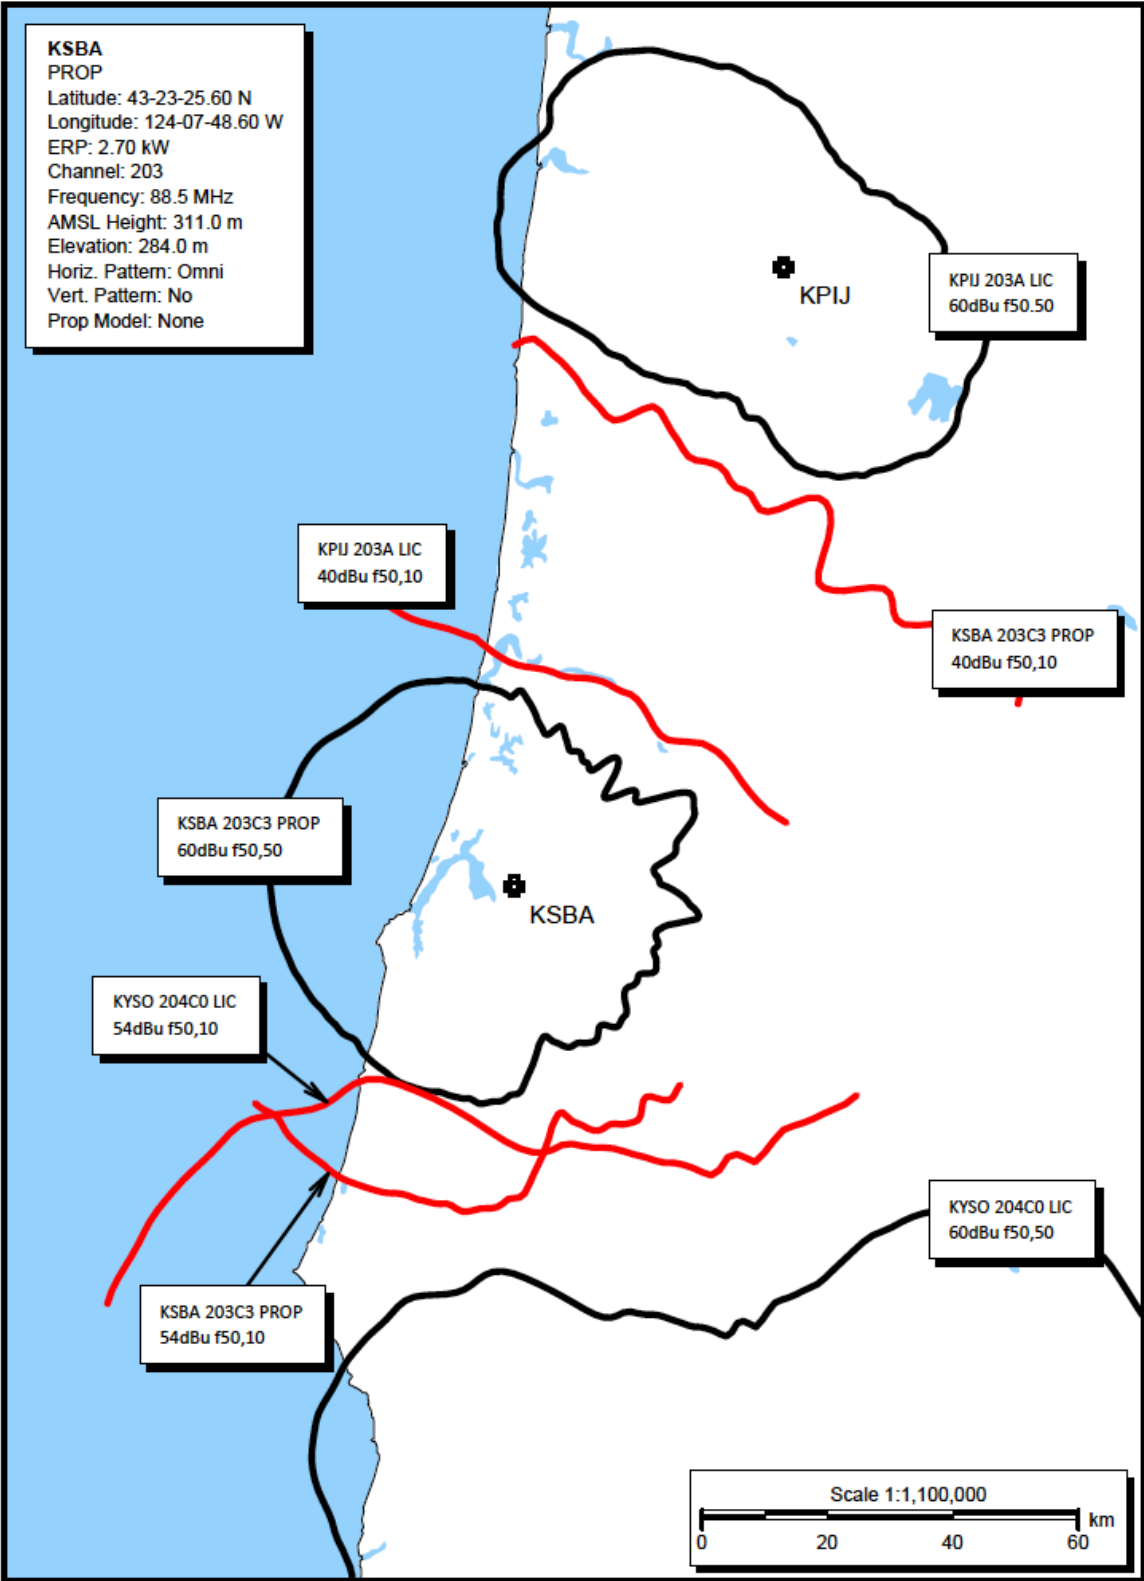 KSBA
PROP
Latitude: 43-23-25.60 N
Longitude: 124-07-48.60 W
ERP: 2.70 kW
Channel: 203
Frequency: 88.5 MHz
AMSL Height: 311.0 m
Elevation: 284.0 m
Horiz. Pattern: Omni
Vert. Pattern: No
Prop Model: None
KPIJ
KPIJ 203A LIC
60dBu f50.50
KPIJ 203A LIC
40dBu f50,10
KSBA 203C3 PROP
40dBu f50,10
KSBA 203C3 PROP
60dBu f50,50
KSBA
KYSO 204C0 LIC
54dBu f50,10
KYSO 204C0 LIC
60dBu f50,50
KSBA 203C3 PROP
54dBu f50,10
Scale 1:1,100,000
km
0 20 40 60